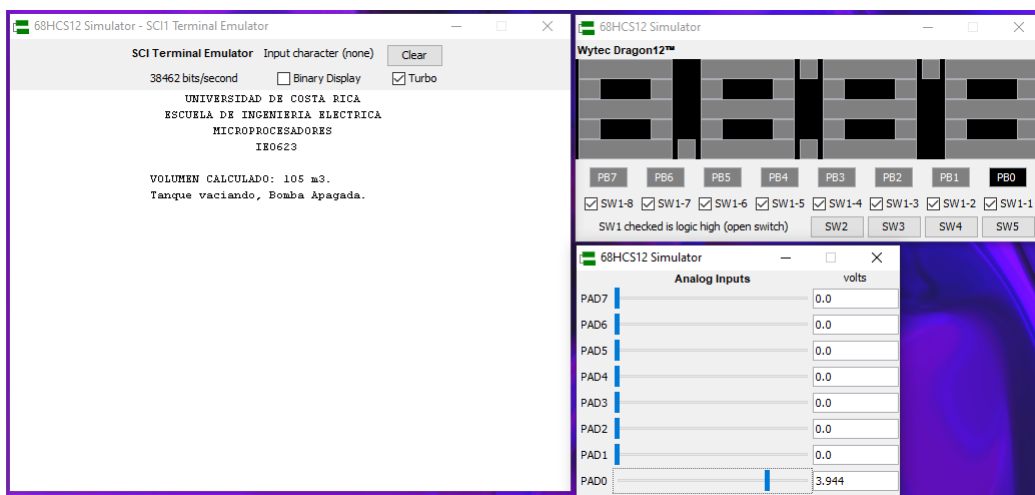 68HCS12 Simulator - SCI1 Terminal Emulator
SCI Terminal Emulator Input character (none) Clear
38462 bits/second Binary Display Turbo
UNIVERSIDAD DE COSTA RICA
ESCUELA DE INGENIERIA ELECTRICA
MICROPROCESADORES
IE0623
VOLUMEN CALCULADO: 105 m3.
Tanque vaciando, Bomba Apagada.
68HCS12 Simulator
Wytec Dragon12™
PB7 PB6 PB5 PB4 PB3 PB2 PB1 PB0
SW1-8 SW1-7 SW1-6 SW1-5 SW1-4 SW1-3 SW1-2 SW1-1
SW1 checked is logic high (open switch) SW2 SW3 SW4 SW5
68HCS12 Simulator
Analog Inputs volts
PAD7 0.0
PAD6 0.0
PAD5 0.0
PAD4 0.0
PAD3 0.0
PAD2 0.0
PAD1 0.0
PAD0 3.944